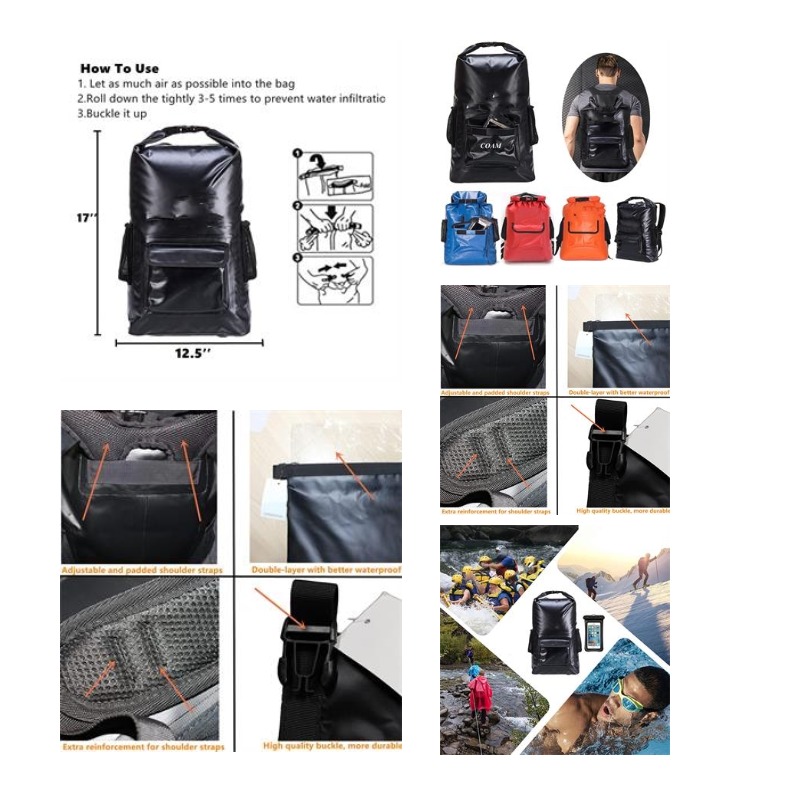 How To Use
1. Let as much air as possible into the bag
2.Roll down the tightly 3-5 times to prevent water infiltratic
3.Buckle it up
1
2
3
17''
12.5''
COAM
Adjustable and padded shoulder straps
Double-layer with better waterproof
Extra reinforcement for shoulder straps
High quality buckle, more durable
Adjustable and padded shoulder straps
Double-layer with better waterproof
Extra reinforcement for shoulder straps
High quality buckle, more durable